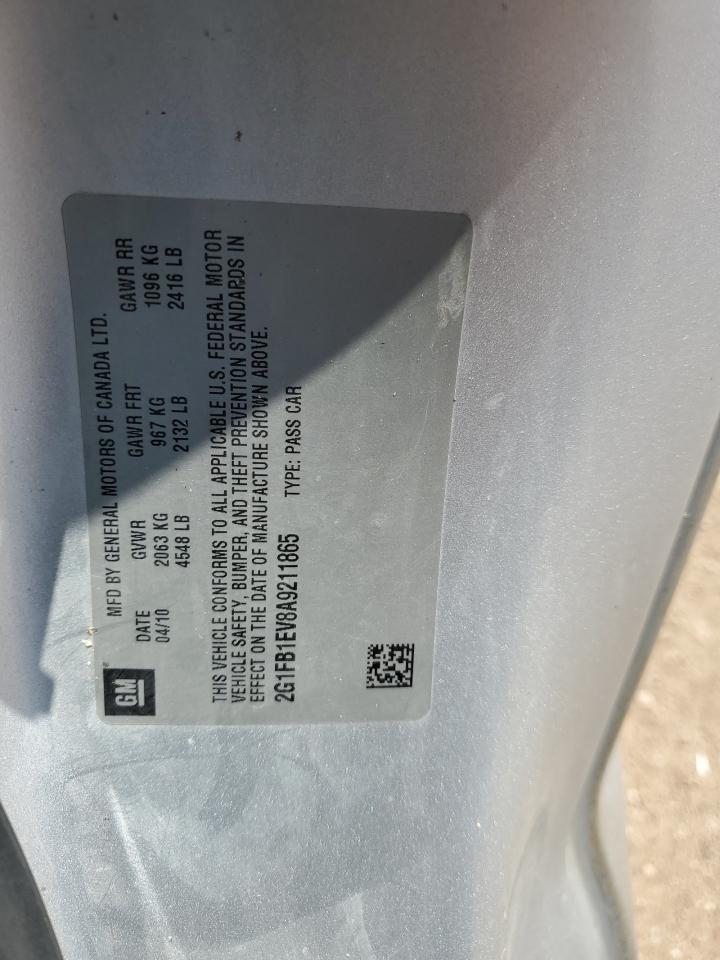 GM
MFD BY GENERAL MOTORS OF CANADA LTD.
DATE GVWR GAWR FRT GAWR RR
04/10 2063 KG 967 KG 1096 KG
4548 LB 2132 LB 2416 LB
THIS VEHICLE CONFORMS TO ALL APPLICABLE U.S. FEDERAL MOTOR
VEHICLE SAFETY, BUMPER, AND THEFT PREVENTION STANDARDS IN
EFFECT ON THE DATE OF MANUFACTURE SHOWN ABOVE.
2G1FB1EV8A9211865 TYPE: PASS CAR